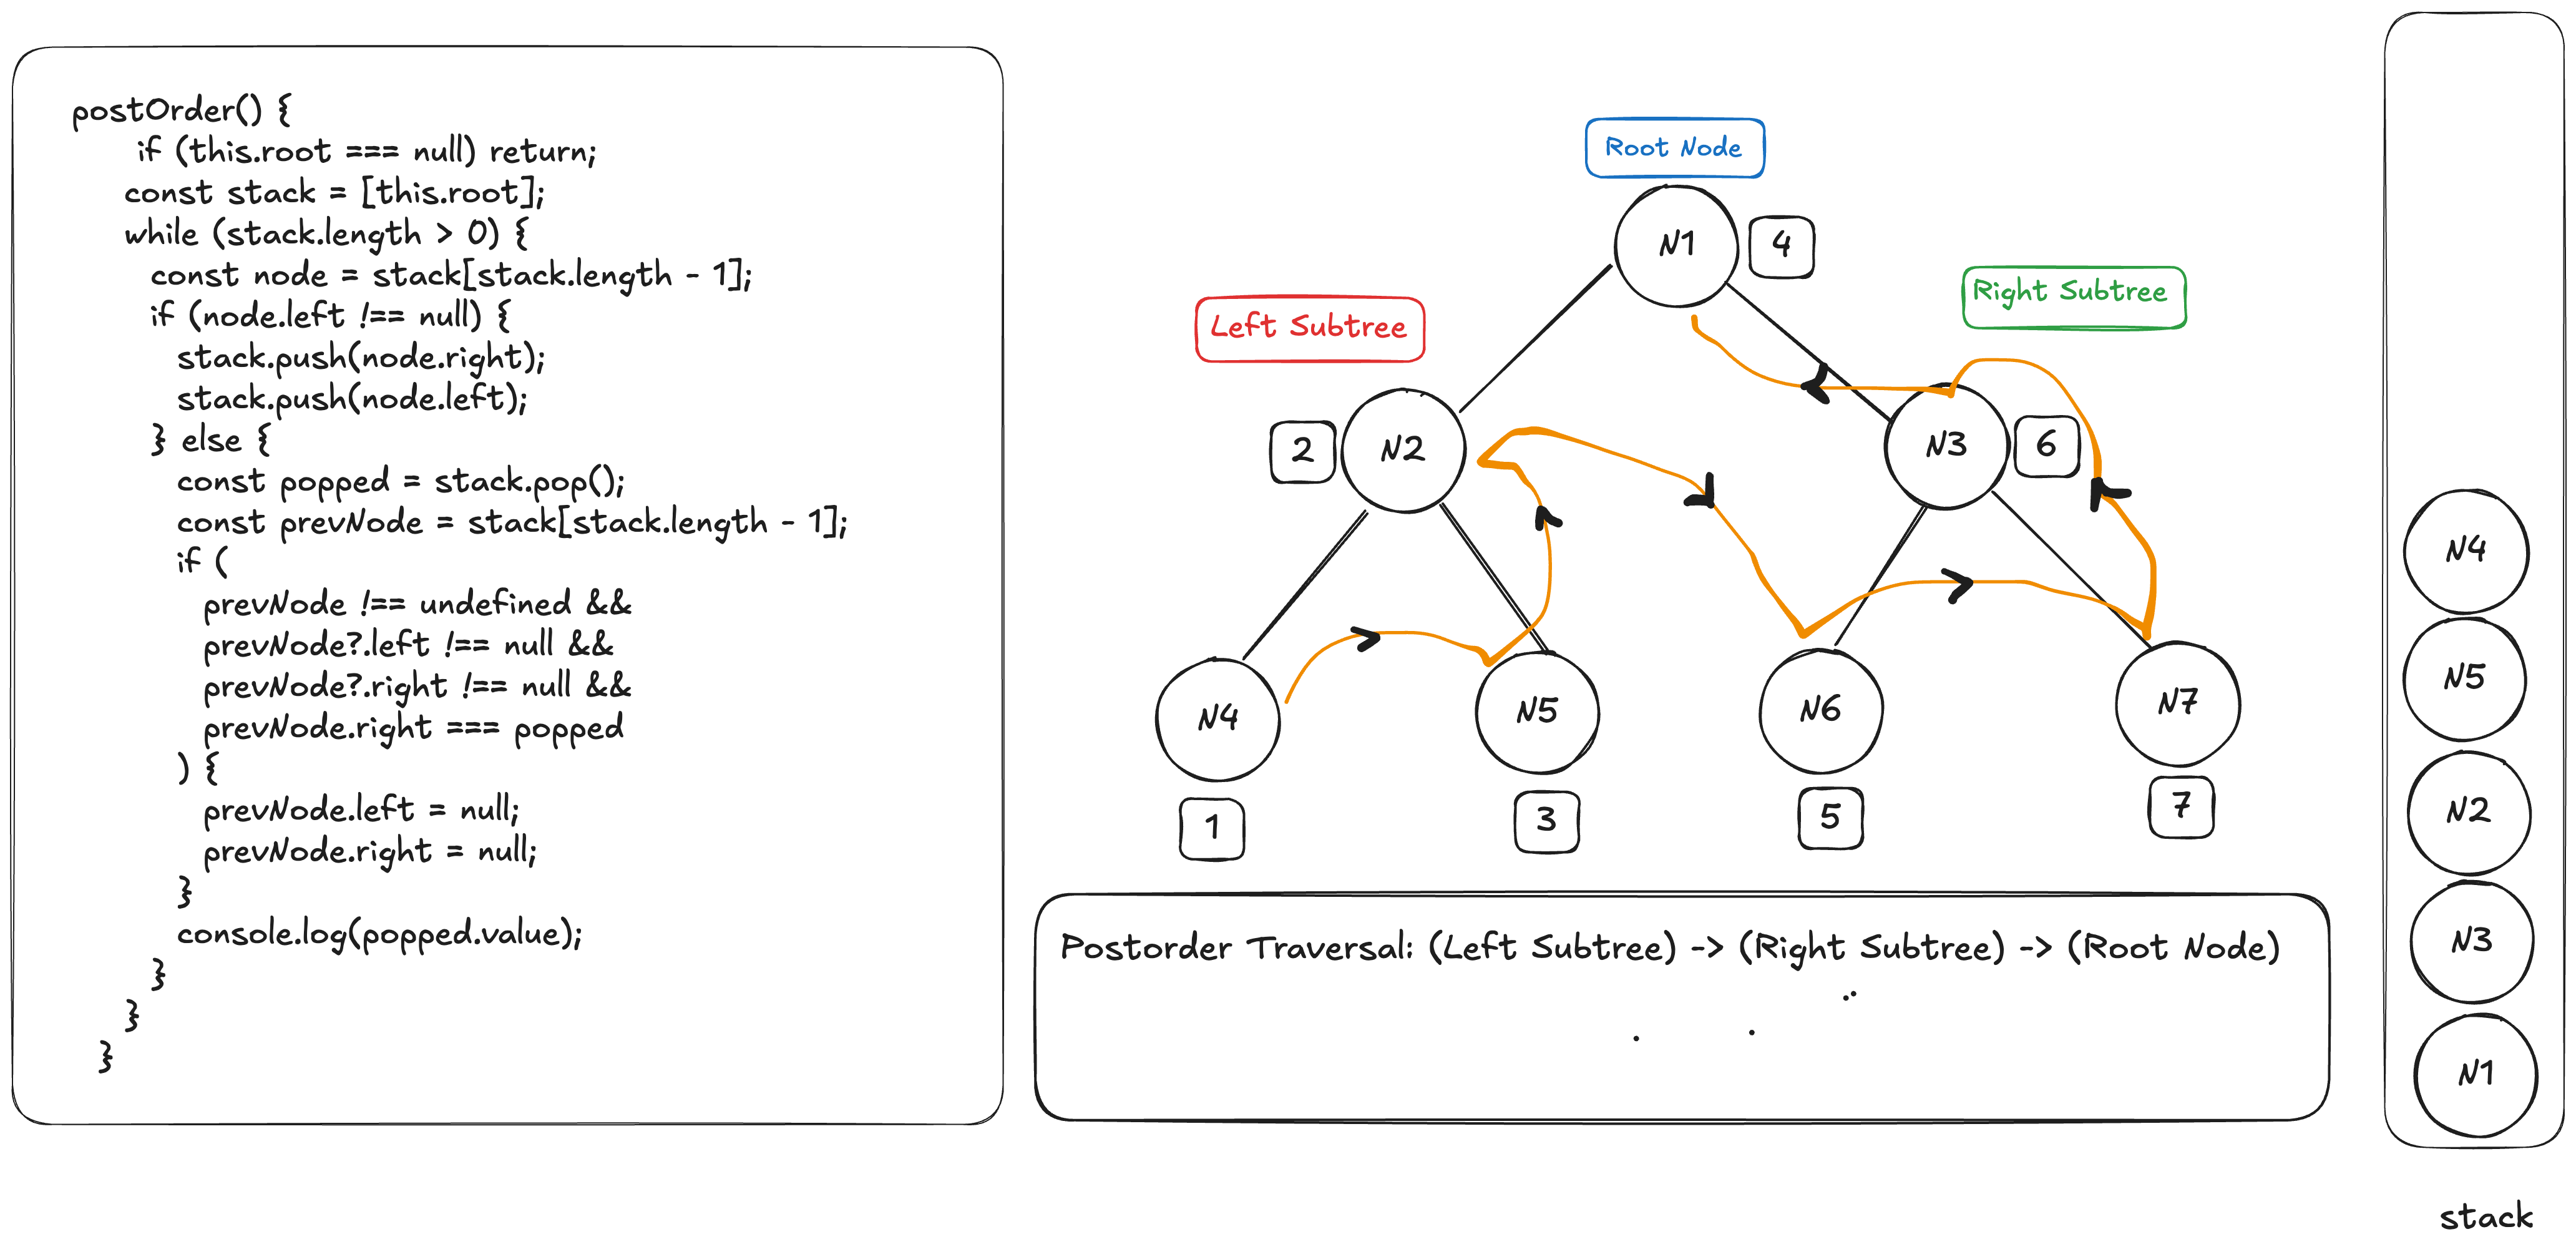 postOrder() {
if (this.root === null) return;
const stack = [this.root];
while (stack.length > 0) {
const node = stack[stack.length - 1];
if (node.left !== null) {
stack.push(node.right);
stack.push(node.left);
} else {
const popped = stack.pop();
const prevNode = stack[stack.length - 1];
if (
prevNode !== undefined &&
prevNode?.left !== null &&
prevNode?.right !== null &&
prevNode.right === popped
) {
prevNode.left = null;
prevNode.right = null;
}
console.log(popped.value);
}
}
}
Root Node
N1
4
Left Subtree
Right Subtree
2
N2
N3
6
N4
N5
N6
N7
1
3
5
7
Postorder Traversal: (Left Subtree) -> (Right Subtree) -> (Root Node)
N4
N5
N2
N3
N1
stack